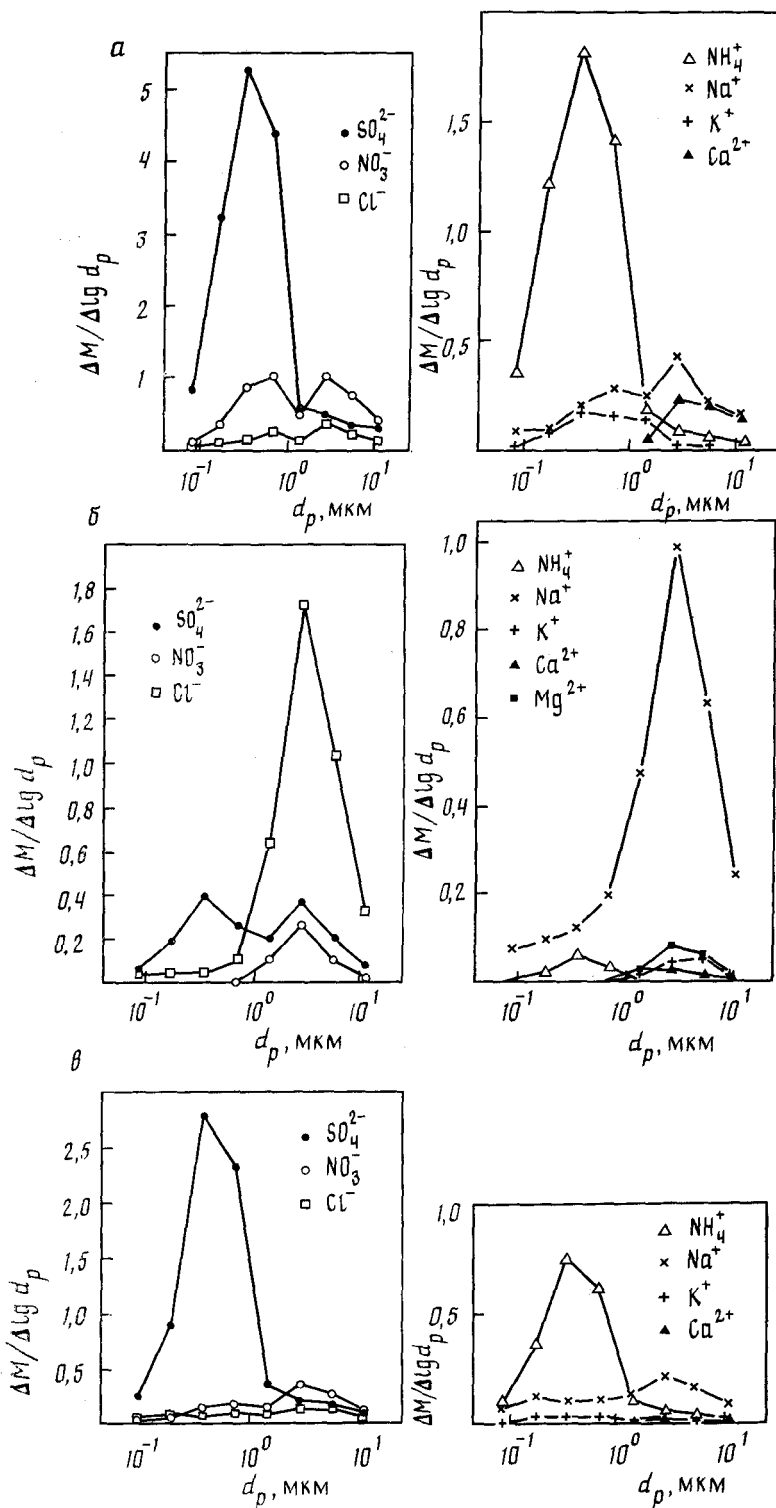 а
5
4
3
2
1
ΔM/Δlg d_p
SO₄²⁻
NO₃⁻
Cl⁻
10⁻¹
10⁰
10¹
d_p, мкм
1,5
1,0
0,5
ΔM/Δlg d_p
NH₄⁺
Na⁺
K⁺
Ca²⁺
10⁻¹
10⁰
10¹
d_p, мкм
б
1,8
1,6
1,4
1,2
1,0
0,8
0,6
0,4
0,2
ΔM/Δlg d_p
SO₄²⁻
NO₃⁻
Cl⁻
10⁻¹
10⁰
10¹
d_p, мкм
1,0
0,8
0,6
0,4
0,2
ΔM/Δlg d_p
NH₄⁺
Na⁺
K⁺
Ca²⁺
Mg²⁺
10⁻¹
10⁰
10¹
d_p, мкм
в
2,5
2,0
1,5
1,0
0,5
ΔM/Δlg d_p
SO₄²⁻
NO₃⁻
Cl⁻
10⁻¹
10⁰
10¹
d_p, мкм
1,0
0,5
ΔM/Δlg d_p
NH₄⁺
Na⁺
K⁺
Ca²⁺
10⁻¹
10⁰
10¹
d_p, мкм